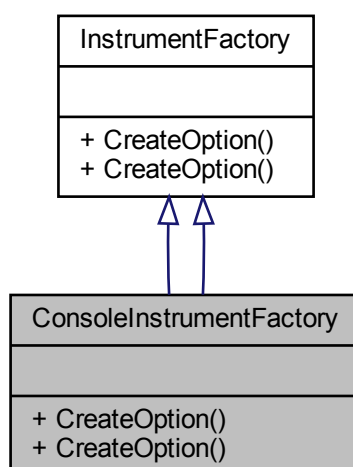 InstrumentFactory
+ CreateOption()
+ CreateOption()
ConsoleInstrumentFactory
+ CreateOption()
+ CreateOption()